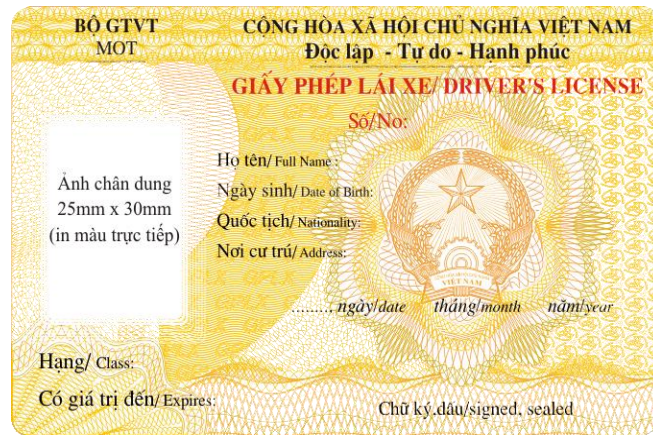 BỘ GTVT
MOT
CỘNG HÒA XÃ HỘI CHỦ NGHĨA VIỆT NAM
Độc lập - Tự do - Hạnh phúc
GIẤY PHÉP LÁI XE/ DRIVER'S LICENSE
Số/No:
Ảnh chân dung
25mm x 30mm
(in màu trực tiếp)
Họ tên/ Full Name :
Ngày sinh/ Date of Birth:
Quốc tịch/ Nationality:
Nơi cư trú/ Address:
VIỆT NAM
........, ngày/date tháng/month năm/year
Hạng/ Class:
Có giá trị đến/ Expires:
Chữ ký,dấu/signed, sealed